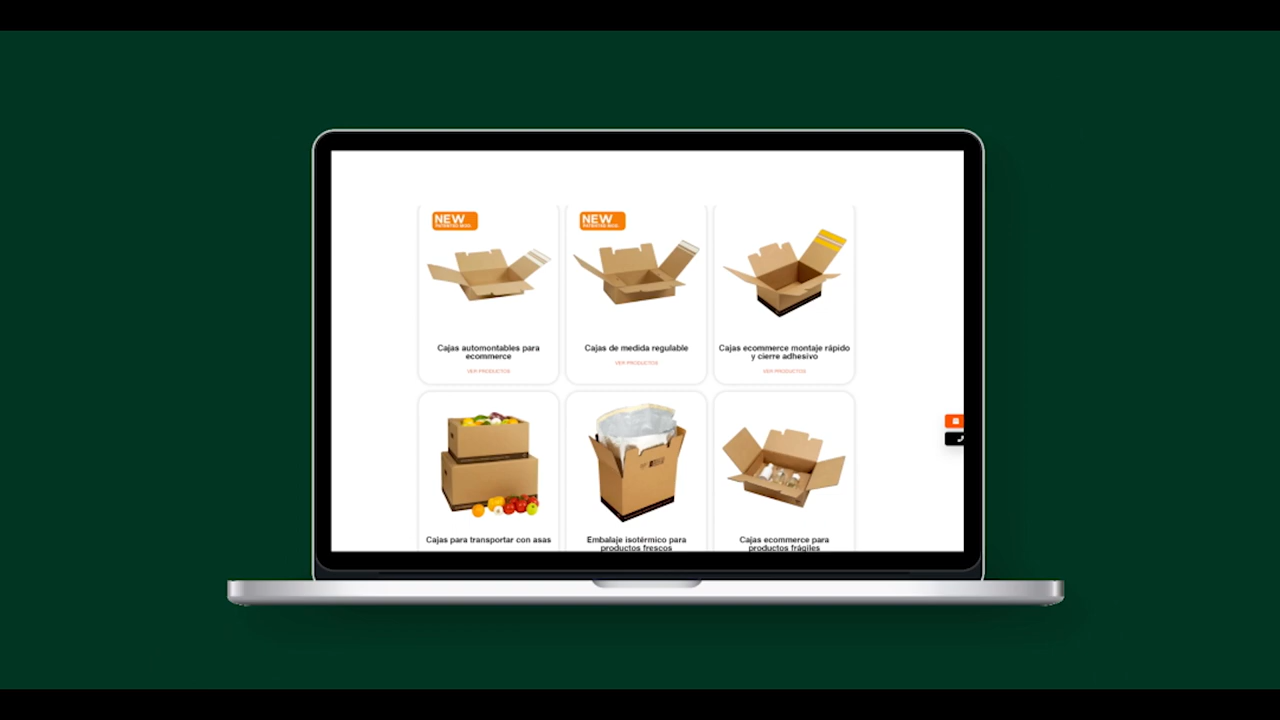 NEW
NEW
Cajas automontables para
ecommerce
VER PRODUCTOS
Cajas de medida regulable
VER PRODUCTOS
Cajas ecommerce montaje rápido
y cierre adhesivo
VER PRODUCTOS
Cajas para transportar con asas
Embalaje isotérmico para
productos frescos
Cajas ecommerce para
productos frágiles